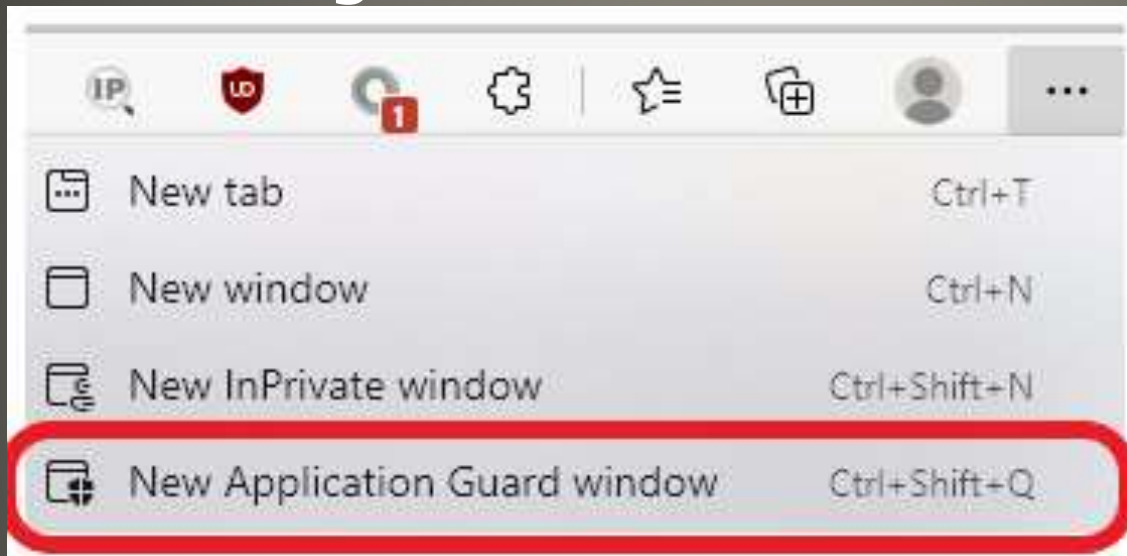 IP
UO
1
New tab Ctrl+T
New window Ctrl+N
New InPrivate window Ctrl+Shift+N
New Application Guard window Ctrl+Shift+Q